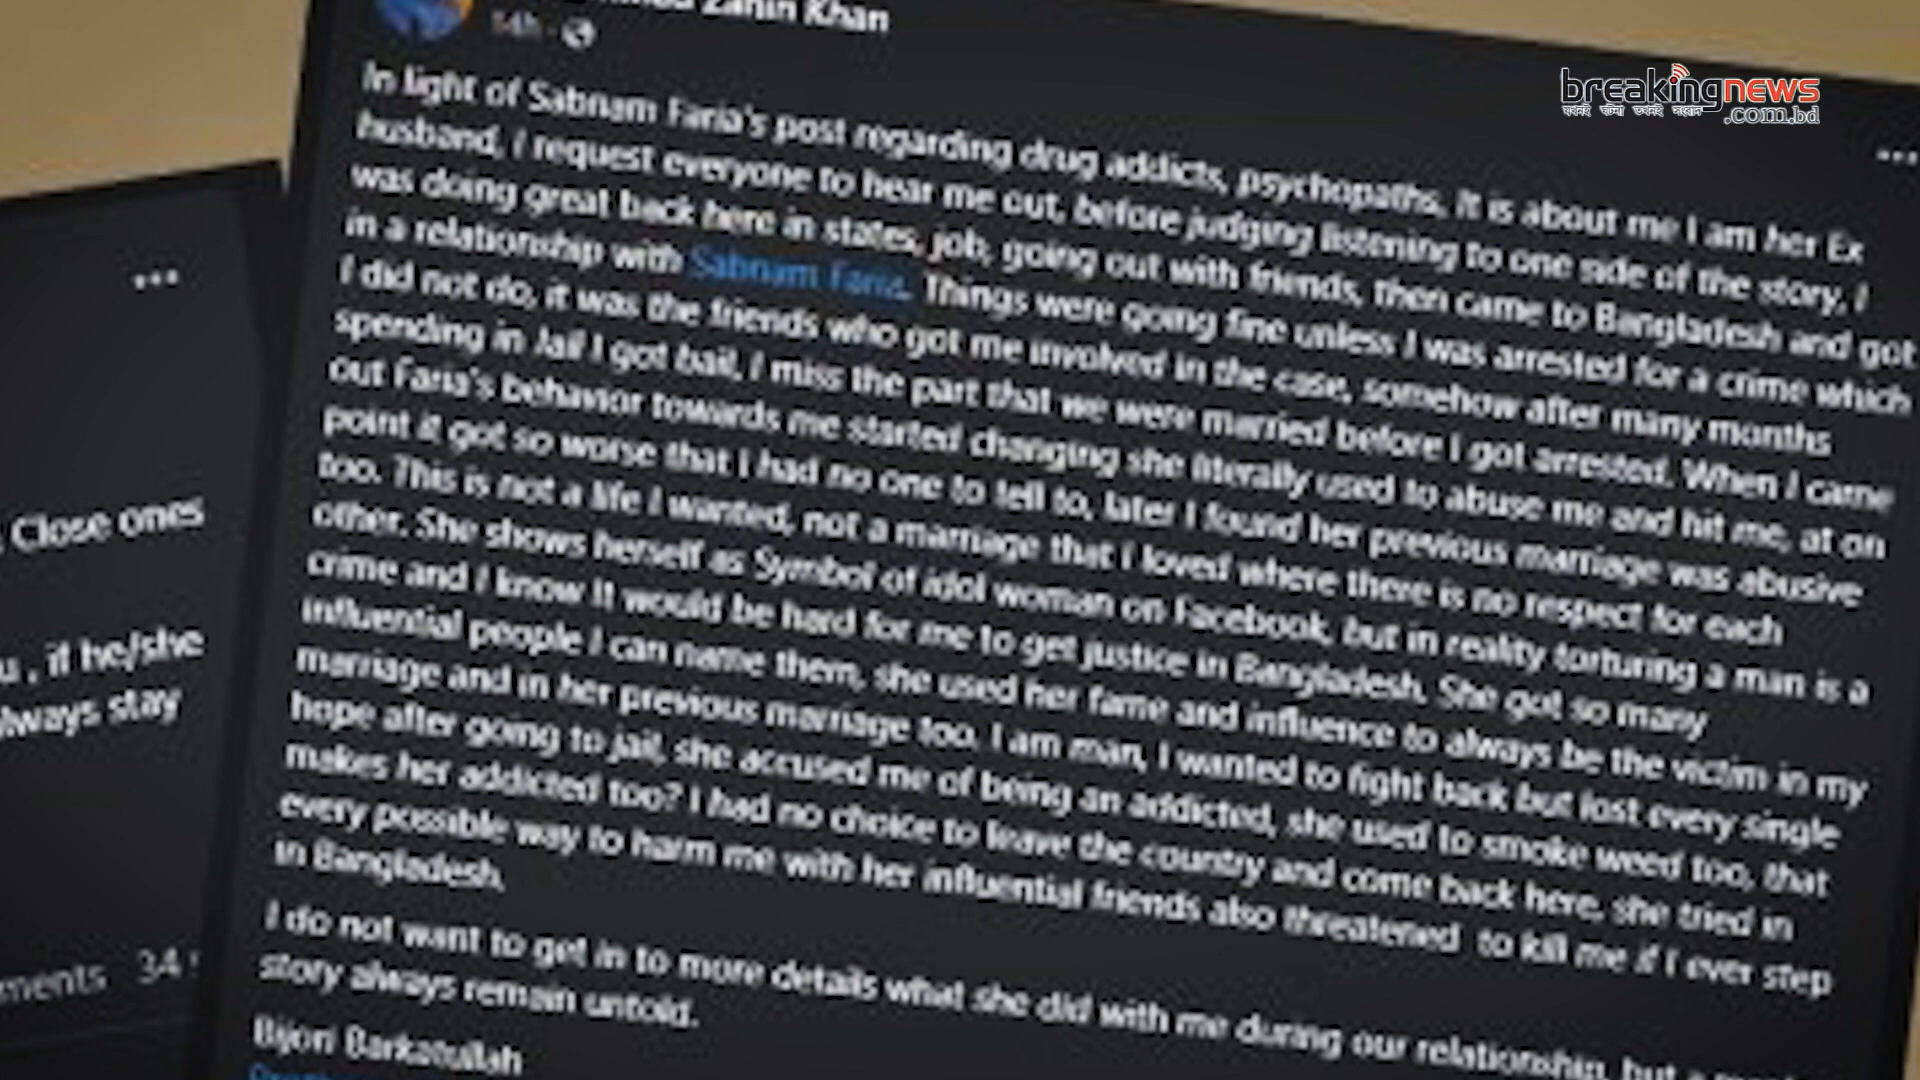 Zahin Khan
14h
In light of Sabnam Faria's post regarding drug addicts, psychopaths, it is about me I am her Ex
husband, I request everyone to hear me out, before judging listening to one side of the story. I
was doing great back here in states, job, going out with friends, then came to Bangladesh and got
in a relationship with Sabnam Faria. Things were going fine unless I was arrested for a crime which
I did not do, it was the friends who got me involved in the case, somehow after many months
spending in Jail I got bail, I miss the part that we were married before I got arrested. When I came
out Faria's behavior towards me started changing she literally used to abuse me and hit me, at on
point it got so worse that I had no one to tell to, later I found her previous marriage was abusive
too. This is not a life I wanted, not a marriage that I loved where there is no respect for each
other. She shows herself as Symbol of idol woman on Facebook, but in reality torturing a man is a
crime and I know it would be hard for me to get justice in Bangladesh. She got so many
influential people I can name them, she used her fame and influence to always be the victim in my
marriage and in her previous marriage too. I am man, I wanted to fight back but lost every single
hope after going to jail, she accused me of being an addicted, she used to smoke weed too, that
makes her addicted too? I had no choice to leave the country and come back here, she tried in
every possible way to harm me with her influential friends also threatened to kill me if I ever step
in Bangladesh.
I do not want to get in to more details what she did with me during our relationship, but a
story always remain untold.
Bijori Barkatullah
Close ones
, if he/she
always stay
ments 34
breakingnews
যখনই ঘটনা তখনই সংবাদ
.com.bd